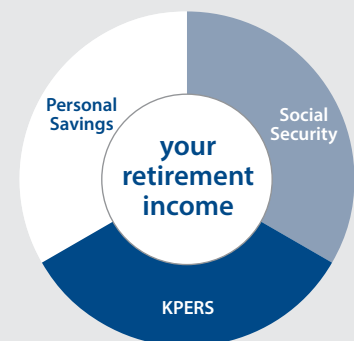 Personal
Savings
Social
Security
your
retirement
income
KPERS